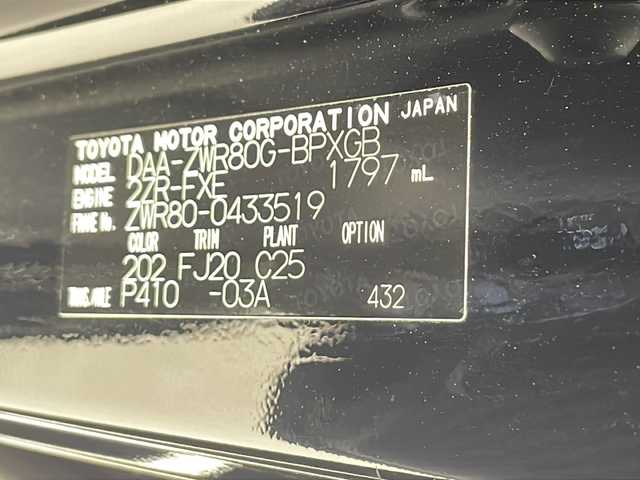 TOYOTA MOTOR CORPORATION JAPAN
MODEL DAA-ZWR80G-BPXGB
ENGINE 2ZR-FXE 1797 mL
FRAME No. ZWR80-0433519
COLOR TRIM PLANT OPTION
202 FJ20 C25
TRANS/AXLE P410 -03A 432